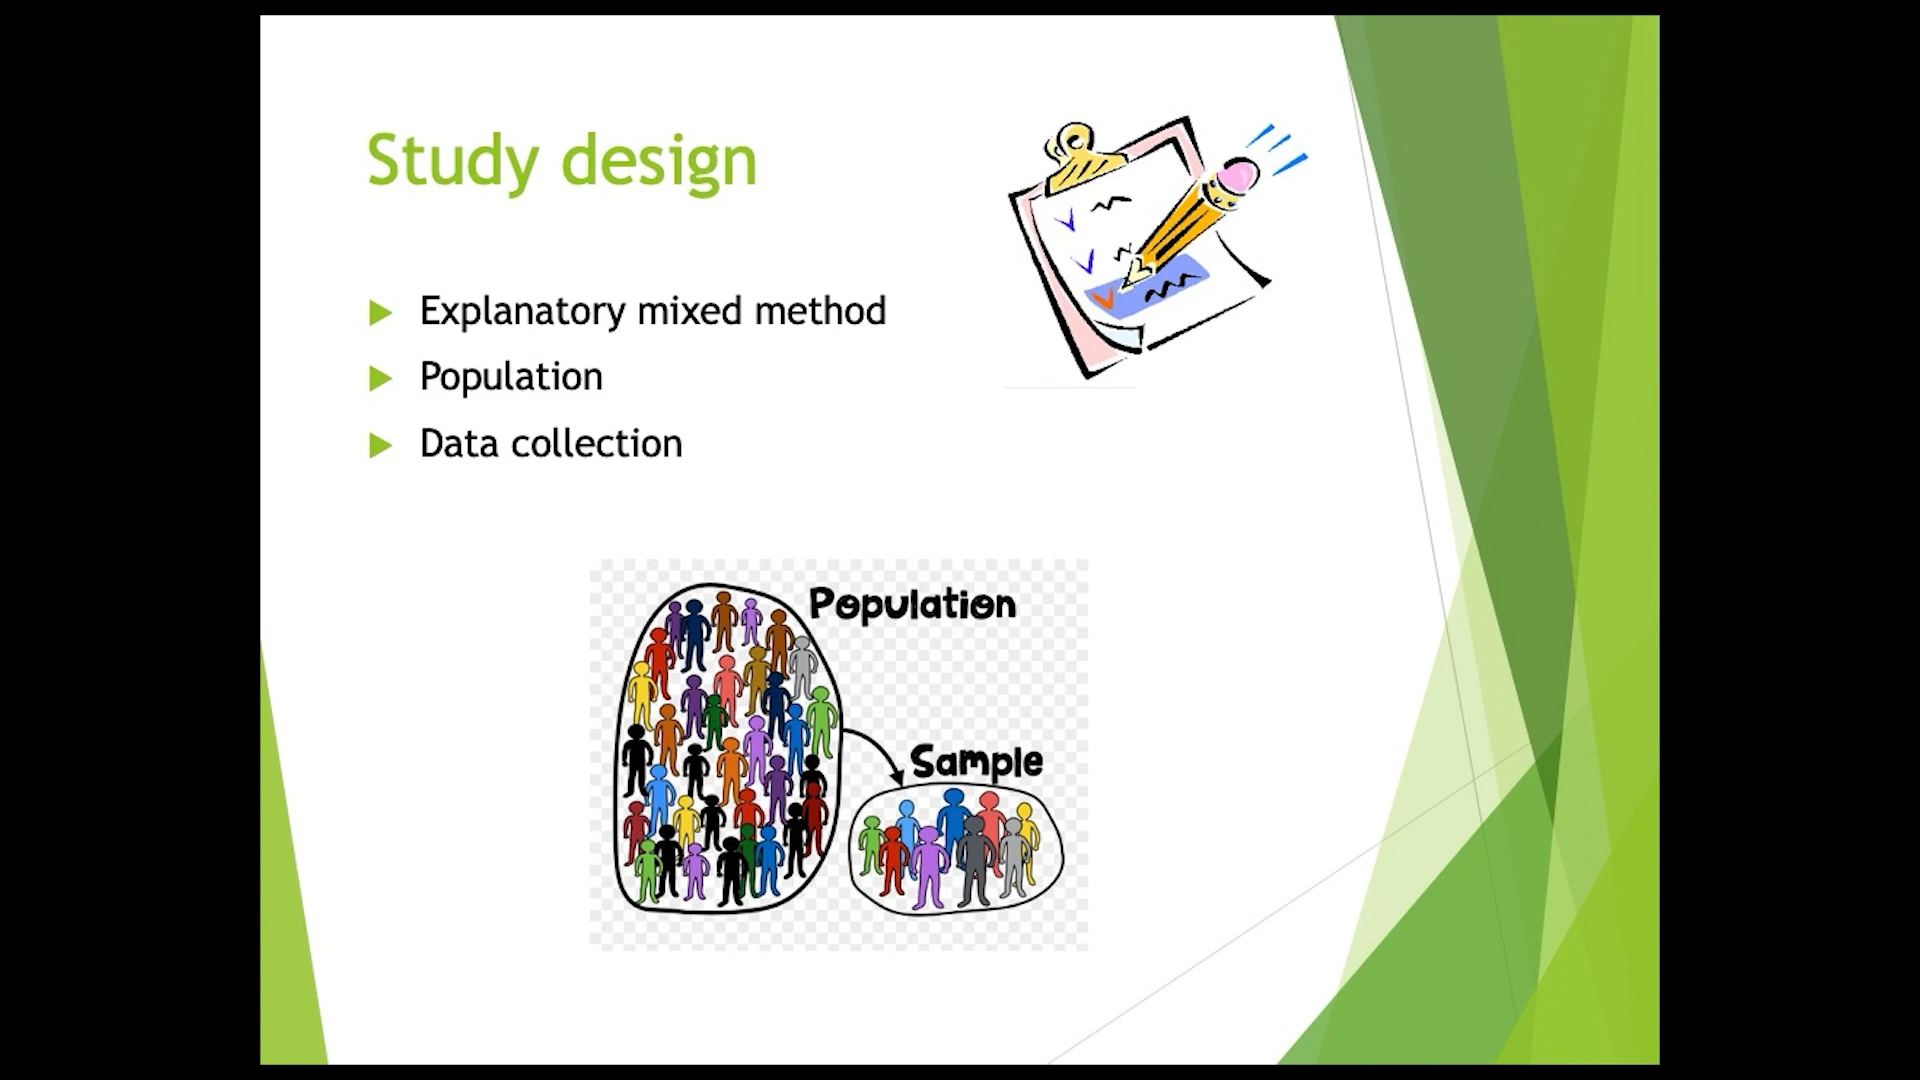 Study design
Explanatory mixed method
Population
Data collection
Population
Sample